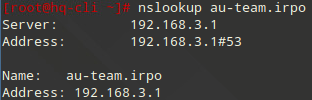 [root@hq-cli ~]# nslookup au-team.irpo
Server: 192.168.3.1
Address: 192.168.3.1#53
Name: au-team.irpo
Address: 192.168.3.1